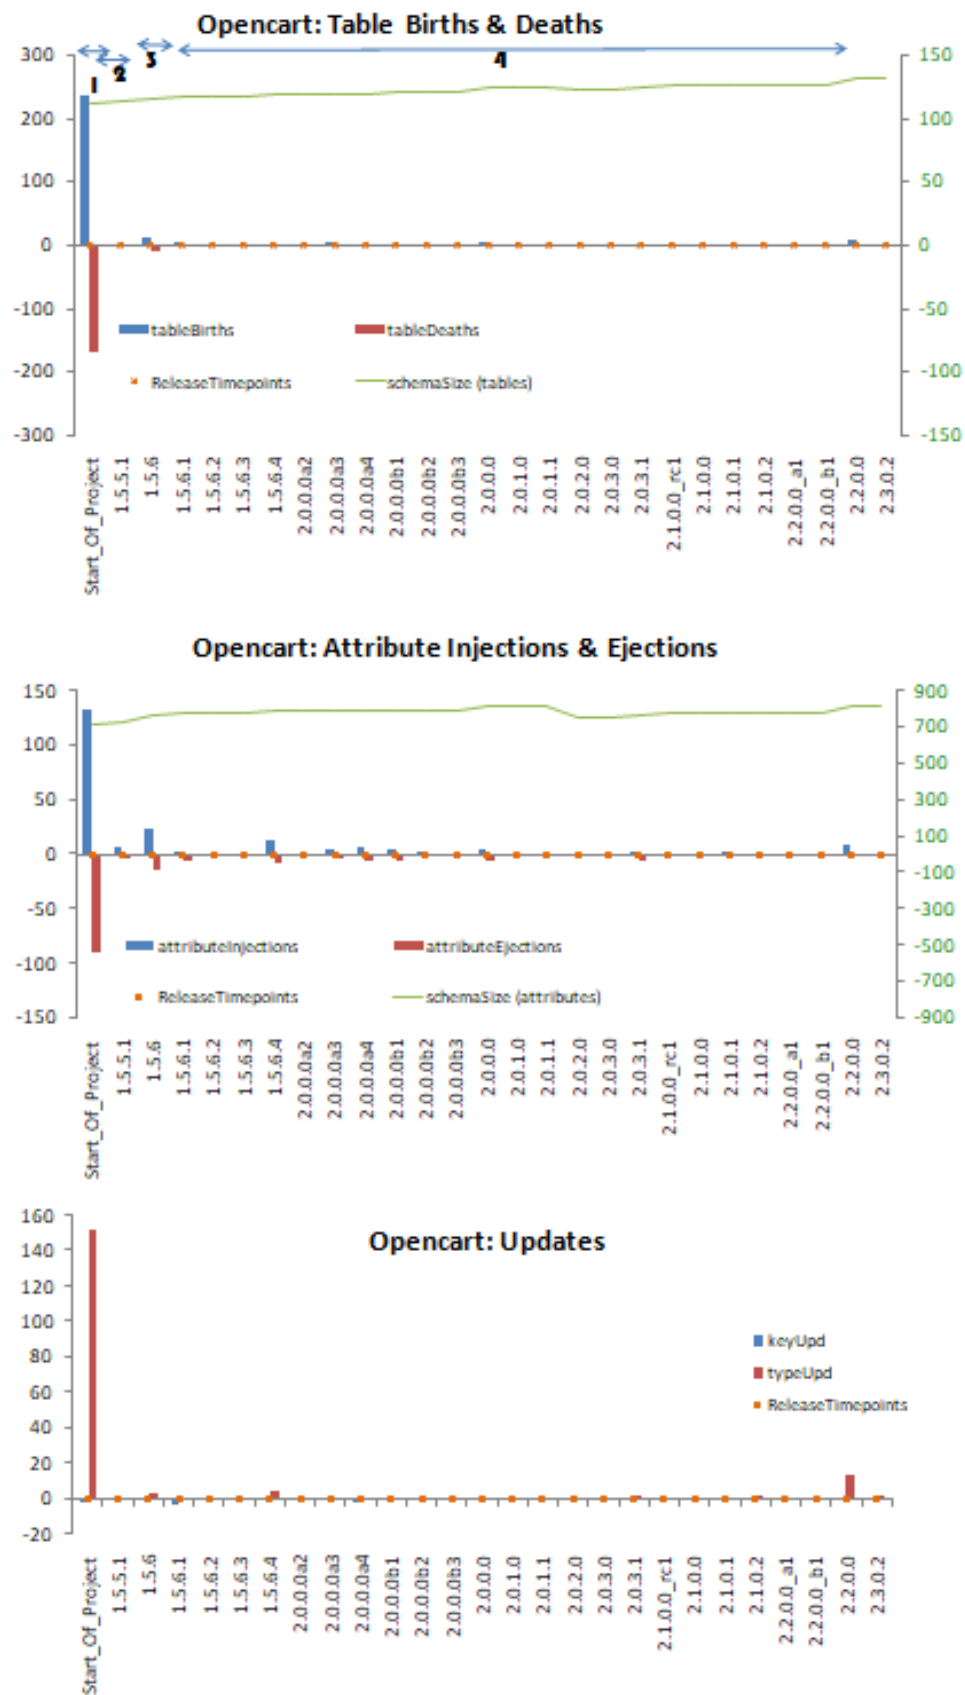 Opencart: Table Births & Deaths
300 150
1 2 3 4
200 100
100 50
0 0
-100 -50
-200 -100
-300 -150
tableBirths tableDeaths
ReleaseTimepoints schemaSize (tables)
Start_Of_Project 1.5.5.1 1.5.6 1.5.6.1 1.5.6.2 1.5.6.3 1.5.6.4 2.0.0.0a2 2.0.0.0a3 2.0.0.0a4 2.0.0.0b1 2.0.0.0b2 2.0.0.0b3 2.0.0.0 2.0.1.0 2.0.1.1 2.0.2.0 2.0.3.0 2.0.3.1 2.1.0.0_rc1 2.1.0.0 2.1.0.1 2.1.0.2 2.2.0.0_a1 2.2.0.0_b1 2.2.0.0 2.3.0.2
Opencart: Attribute Injections & Ejections
150 900
700
100 500
50 300
100
0 -100
-50 -300
-100 -500
-700
-150 -900
attributeInjections attributeEjections
ReleaseTimepoints schemaSize (attributes)
Start_Of_Project 1.5.5.1 1.5.6 1.5.6.1 1.5.6.2 1.5.6.3 1.5.6.4 2.0.0.0a2 2.0.0.0a3 2.0.0.0a4 2.0.0.0b1 2.0.0.0b2 2.0.0.0b3 2.0.0.0 2.0.1.0 2.0.1.1 2.0.2.0 2.0.3.0 2.0.3.1 2.1.0.0_rc1 2.1.0.0 2.1.0.1 2.1.0.2 2.2.0.0_a1 2.2.0.0_b1 2.2.0.0 2.3.0.2
Opencart: Updates
160
140
120
100
80
60
40
20
0
-20
keyUpd
typeUpd
ReleaseTimepoints
Start_Of_Project 1.5.5.1 1.5.6 1.5.6.1 1.5.6.2 1.5.6.3 1.5.6.4 2.0.0.0a2 2.0.0.0a3 2.0.0.0a4 2.0.0.0b1 2.0.0.0b2 2.0.0.0b3 2.0.0.0 2.0.1.0 2.0.1.1 2.0.2.0 2.0.3.0 2.0.3.1 2.1.0.0_rc1 2.1.0.0 2.1.0.1 2.1.0.2 2.2.0.0_a1 2.2.0.0_b1 2.2.0.0 2.3.0.2